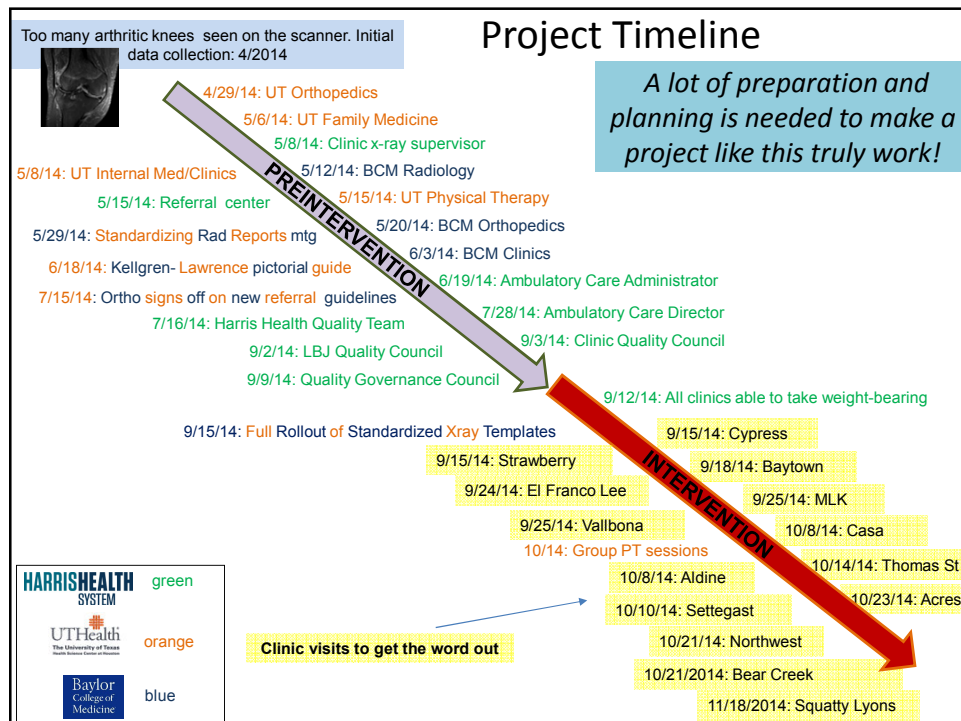 Project Timeline
Too many arthritic knees seen on the scanner. Initial
data collection: 4/2014
A lot of preparation and
planning is needed to make a
project like this truly work!
4/29/14: UT Orthopedics
5/6/14: UT Family Medicine
5/8/14: Clinic x-ray supervisor
5/12/14: BCM Radiology
5/8/14: UT Internal Med/Clinics
5/15/14: UT Physical Therapy
5/15/14: Referral center
5/20/14: BCM Orthopedics
5/29/14: Standardizing Rad Reports mtg
6/3/14: BCM Clinics
6/18/14: Kellgren- Lawrence pictorial guide
6/19/14: Ambulatory Care Administrator
7/15/14: Ortho signs off on new referral guidelines
7/28/14: Ambulatory Care Director
7/16/14: Harris Health Quality Team
9/3/14: Clinic Quality Council
9/2/14: LBJ Quality Council
9/9/14: Quality Governance Council
PREINTERVENTION
9/12/14: All clinics able to take weight-bearing
9/15/14: Full Rollout of Standardized Xray Templates
9/15/14: Cypress
9/15/14: Strawberry
9/18/14: Baytown
9/24/14: El Franco Lee
9/25/14: MLK
9/25/14: Vallbona
10/8/14: Casa
10/14: Group PT sessions
10/14/14: Thomas St
10/8/14: Aldine
10/23/14: Acres
10/10/14: Settegast
10/21/14: Northwest
10/21/2014: Bear Creek
11/18/2014: Squatty Lyons
INTERVENTION
Clinic visits to get the word out
HARRISHEALTH
SYSTEM
green
UTHealth
The University of Texas
Health Science Center at Houston
orange
Baylor
College of
Medicine
blue